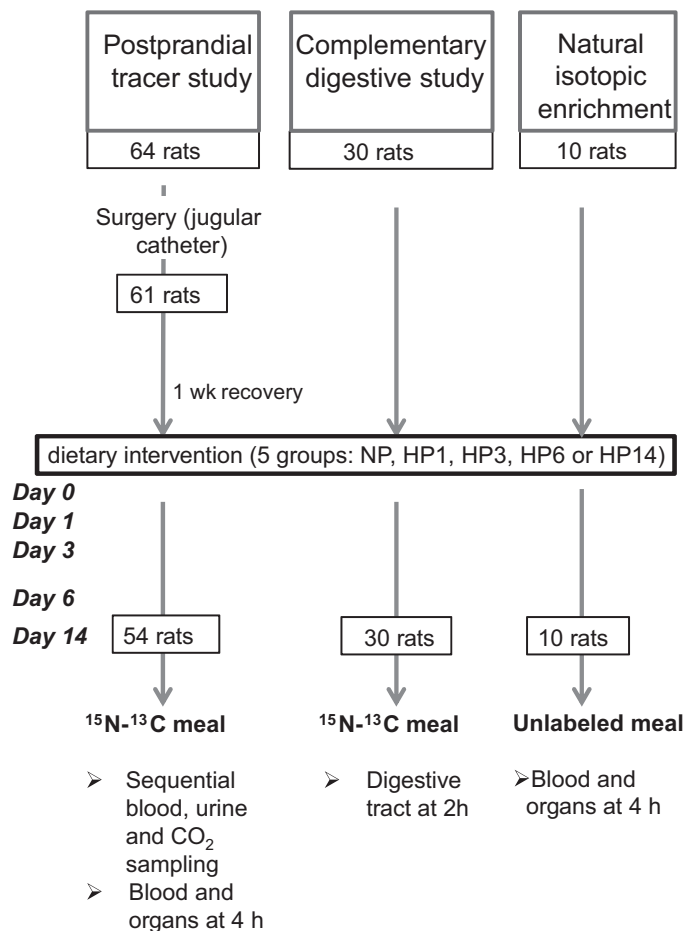 Postprandial
tracer study
64 rats
Complementary
digestive study
30 rats
Natural
isotopic
enrichment
10 rats
Surgery (jugular
catheter)
61 rats
1 wk recovery
dietary intervention (5 groups: NP, HP1, HP3, HP6 or HP14)
Day 0
Day 1
Day 3
Day 6
Day 14
54 rats
30 rats
10 rats
¹⁵N-¹³C meal
➢ Sequential
blood, urine
and CO₂
sampling
➢ Blood and
organs at 4 h
¹⁵N-¹³C meal
➢ Digestive
tract at 2h
Unlabeled meal
➢Blood and
organs at 4 h